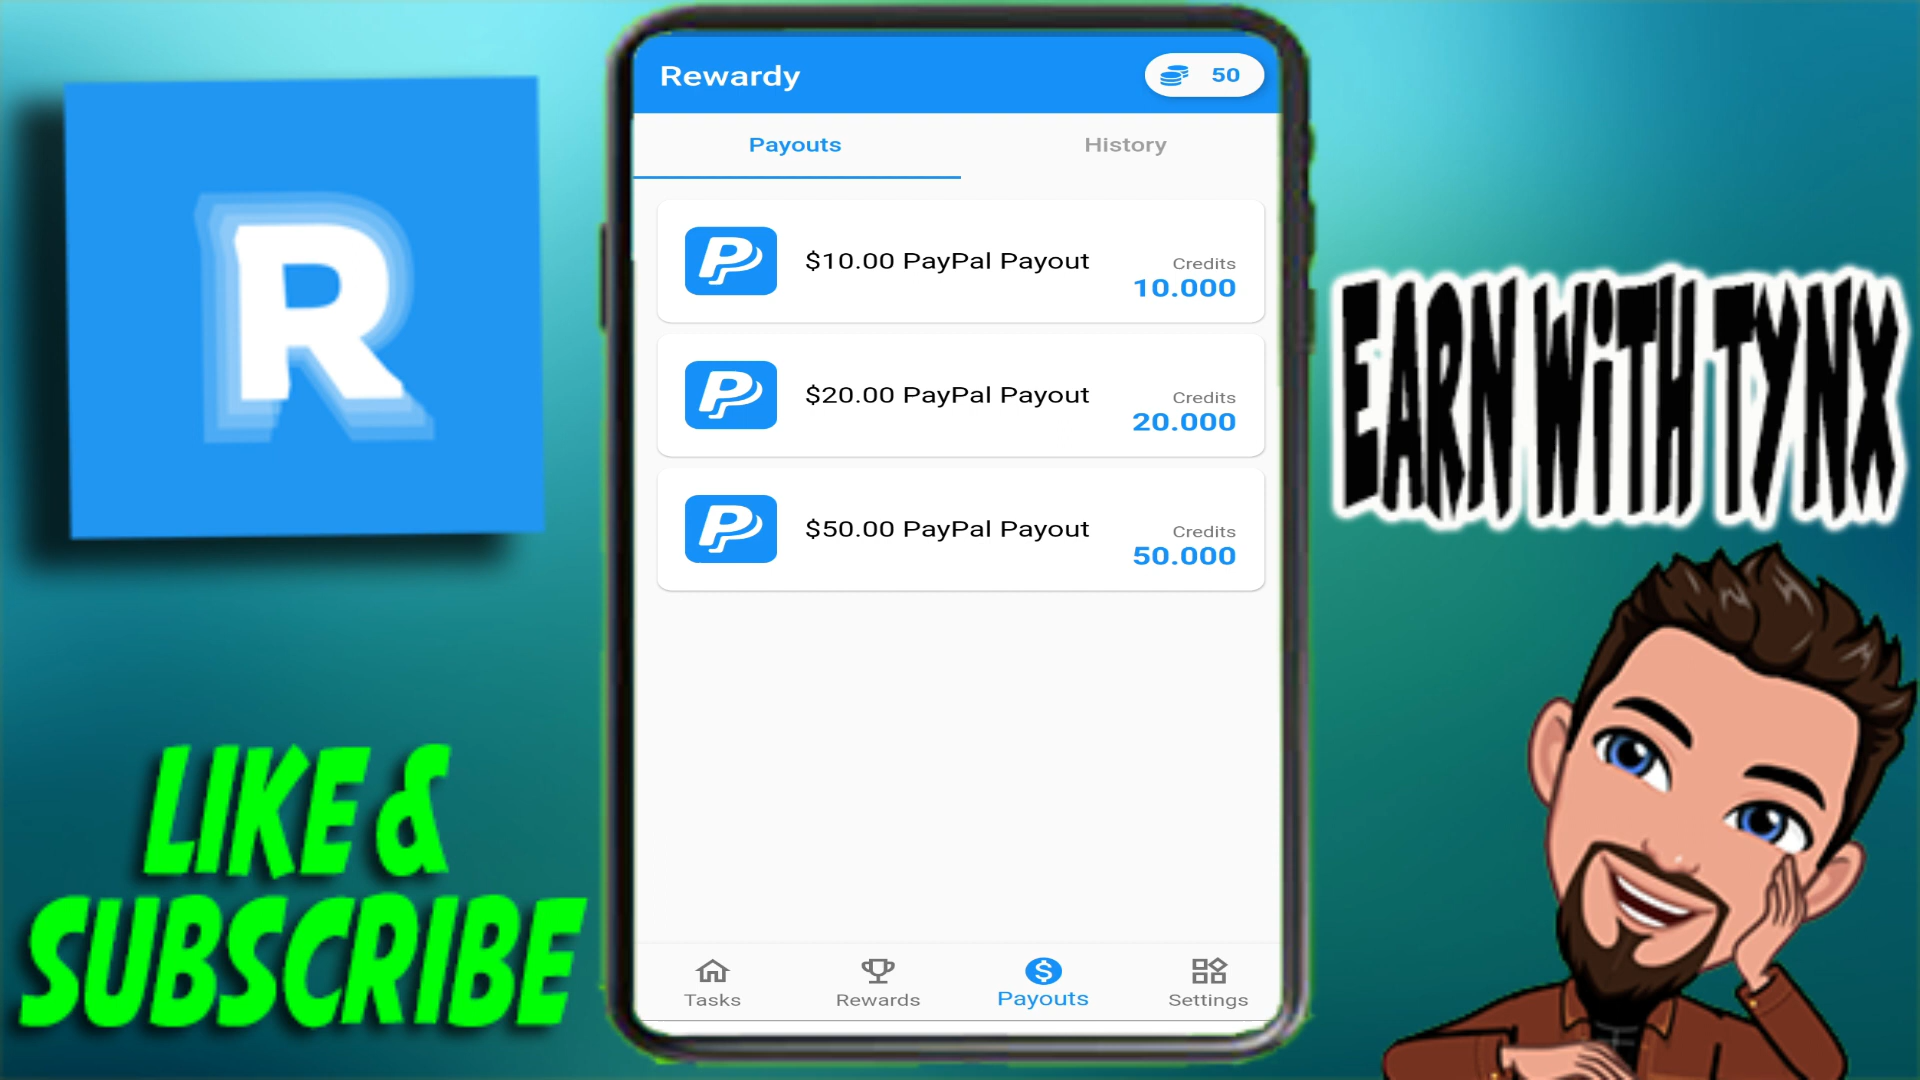 R
Rewardy
50
Payouts
History
$10.00 PayPal Payout
Credits
10.000
$20.00 PayPal Payout
Credits
20.000
$50.00 PayPal Payout
Credits
50.000
Tasks
Rewards
Payouts
Settings
EARN WiTH TYNX
LIKE &
SUBSCRIBE